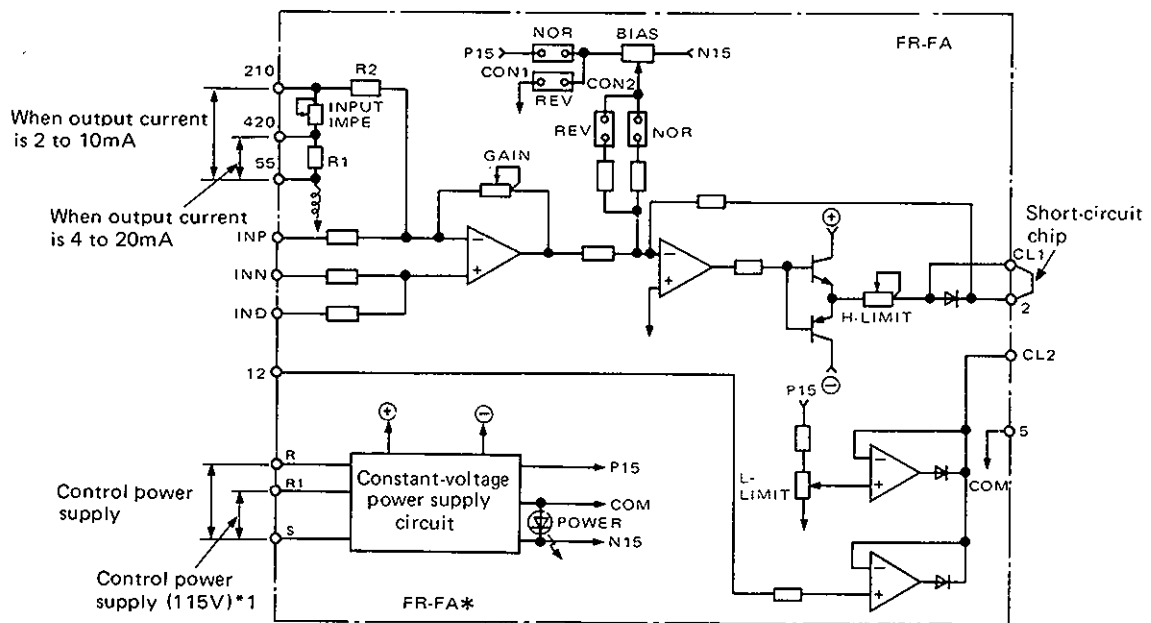 NOR
BIAS
P15
N15
FR-FA
210
R2
CON1
CON2
REV
When output current
is 2 to 10mA
INPUT
IMPE
420
REV
NOR
55
R1
GAIN
When output current
is 4 to 20mA
INP
INN
IND
+
−
−
+
−
+
H-LIMIT
Short-circuit
chip
CL1
2
CL2
12
P15
5
COM
L-
LIMIT
−
+
+
−
R
R1
S
Control power
supply
Constant-voltage
power supply
circuit
P15
COM
POWER
N15
−
+
Control power
supply (115V)*1
FR-FA*